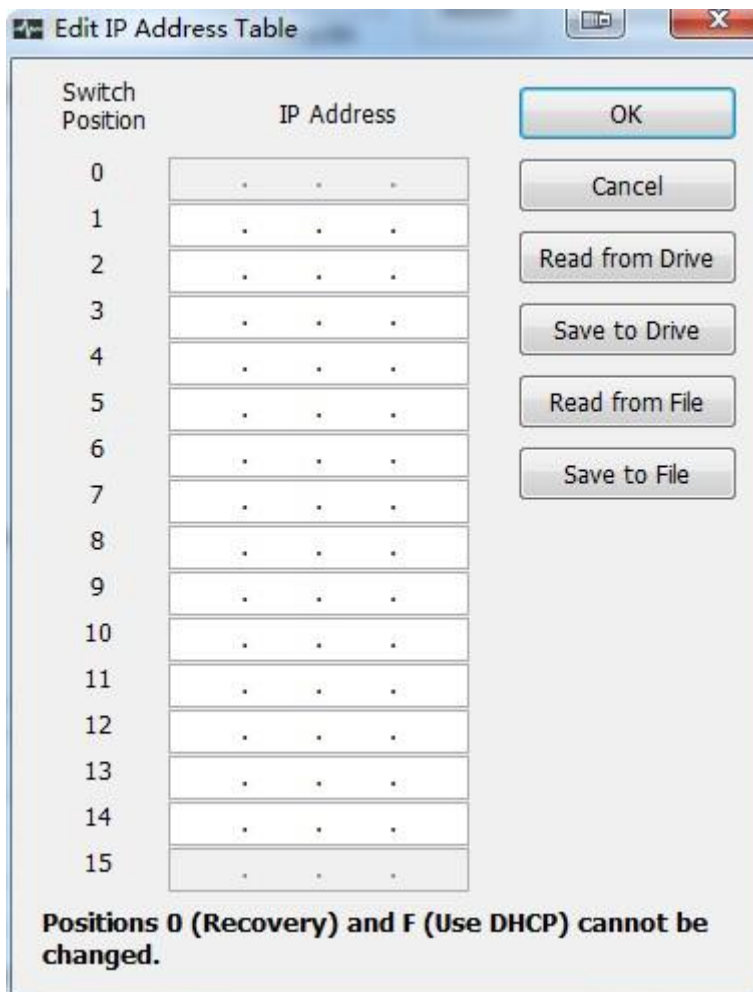 Edit IP Address Table
Switch
Position
IP Address
OK
0 . . .
Cancel
1 . . .
2 . . .
Read from Drive
3 . . .
Save to Drive
4 . . .
5 . . .
Read from File
6 . . .
Save to File
7 . . .
8 . . .
9 . . .
10 . . .
11 . . .
12 . . .
13 . . .
14 . . .
15 . . .
Positions 0 (Recovery) and F (Use DHCP) cannot be
changed.